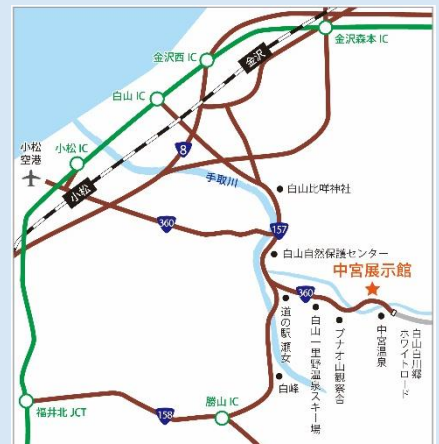 金沢西 IC
金沢森本 IC
金沢
白山 IC
小松 IC
小松
空港
小松
8
手取川
白山比咩神社
360
157
白山自然保護センター
中宮展示館
360
道の駅 瀬女
白山一里野温泉スキー場
ブナオ山観察舎
中宮温泉
白山白川郷
ホワイトロード
白峰
福井北 JCT
158
勝山 IC